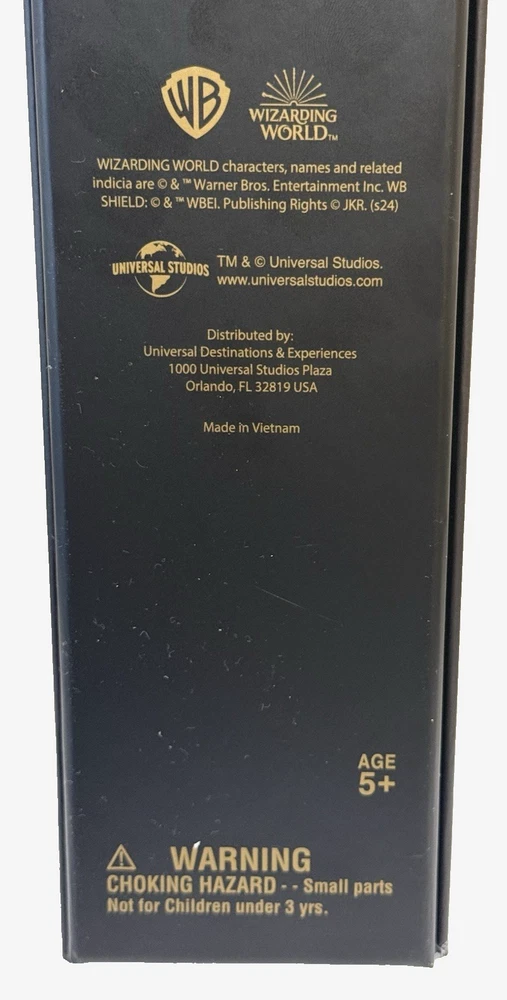 WB
WIZARDING
WORLD™
WIZARDING WORLD characters, names and related
indicia are © & ™ Warner Bros. Entertainment Inc. WB
SHIELD: © & ™ WBEI. Publishing Rights © JKR. (s24)
UNIVERSAL STUDIOS
TM & © Universal Studios.
www.universalstudios.com
Distributed by:
Universal Destinations & Experiences
1000 Universal Studios Plaza
Orlando, FL 32819 USA
Made in Vietnam
AGE
5+
WARNING
CHOKING HAZARD - - Small parts
Not for Children under 3 yrs.